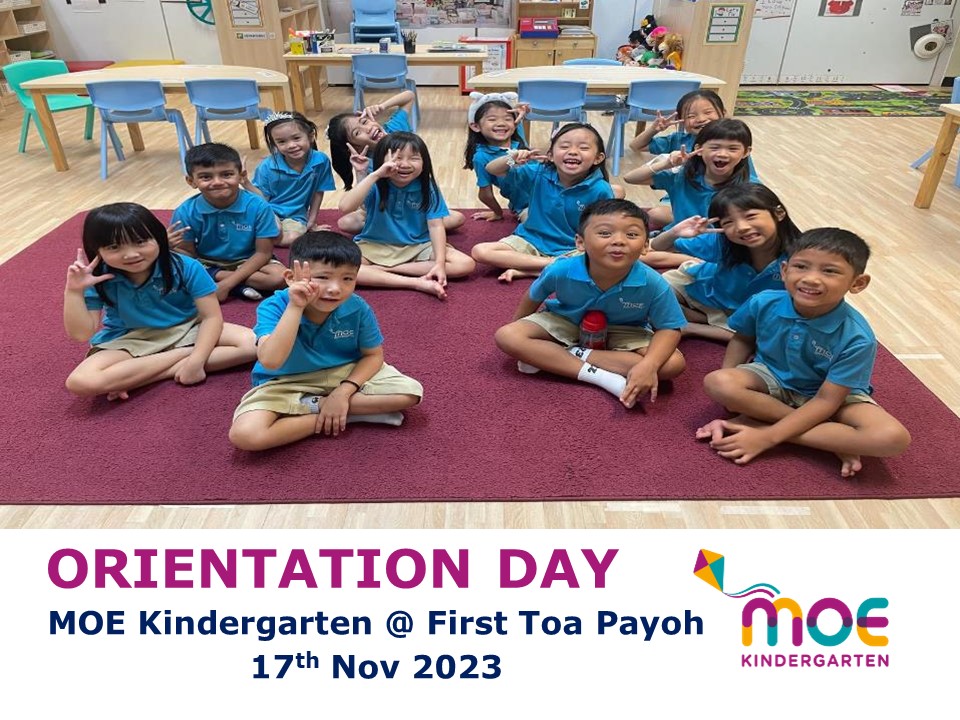 ORIENTATION DAY
MOE Kindergarten @ First Toa Payoh
17th Nov 2023
MOE
KINDERGARTEN